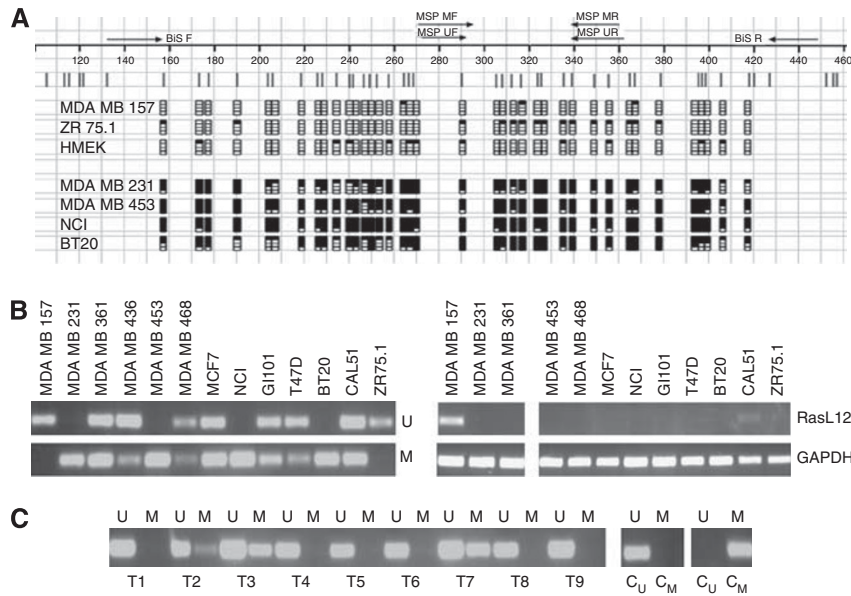 A
MSP MF
MSP MR
BiS F
MSP UF
MSP UR
BiS R
120 140 160 180 200 220 240 260 280 300 320 340 360 380 400 420 440 460
MDA MB 157
ZR 75.1
HMEK
MDA MB 231
MDA MB 453
NCI
BT20
B
MDA MB 157
MDA MB 231
MDA MB 361
MDA MB 436
MDA MB 453
MDA MB 468
MCF7
NCI
GI101
T47D
BT20
CAL51
ZR75.1
MDA MB 157
MDA MB 231
MDA MB 361
MDA MB 453
MDA MB 468
MCF7
NCI
GI101
T47D
BT20
CAL51
ZR75.1
U
RasL12
M
GAPDH
C
U M U M U M U M U M U M U M U M U M U M U M
T1 T2 T3 T4 T5 T6 T7 T8 T9 CU CM CU CM